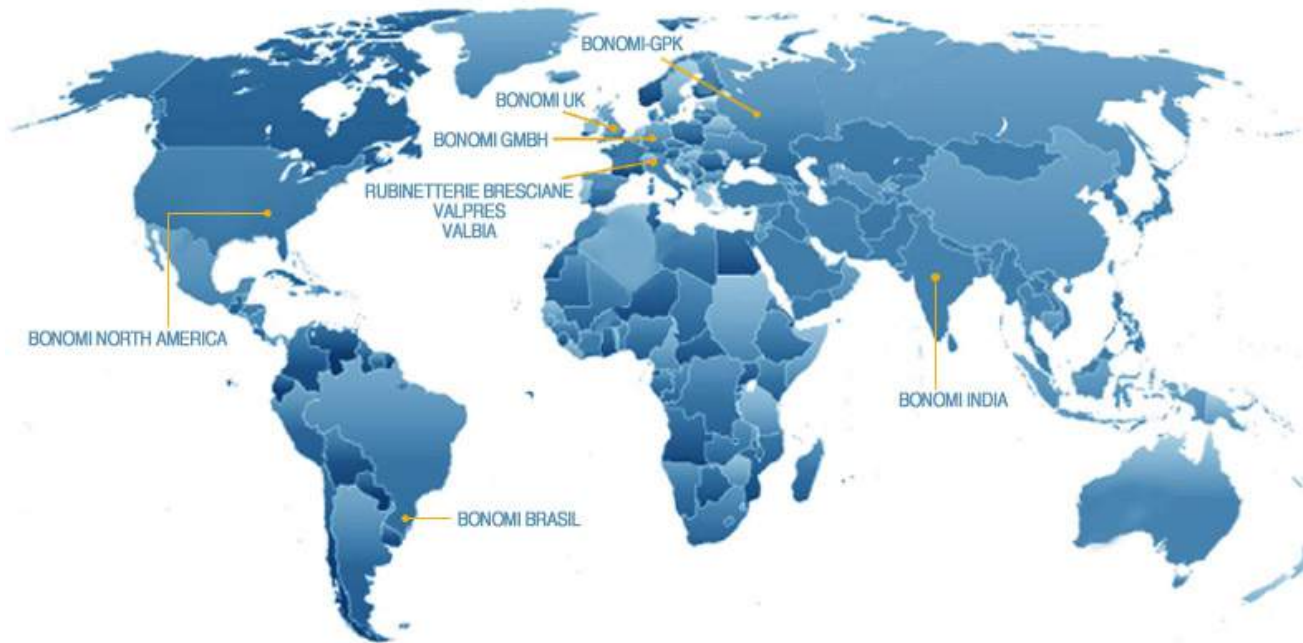 BONOMI-GPK
BONOMI UK
BONOMI GMBH
RUBINETTERIE BRESCIANE
VALPRES
VALBIA
BONOMI NORTH AMERICA
BONOMI INDIA
BONOMI BRASIL